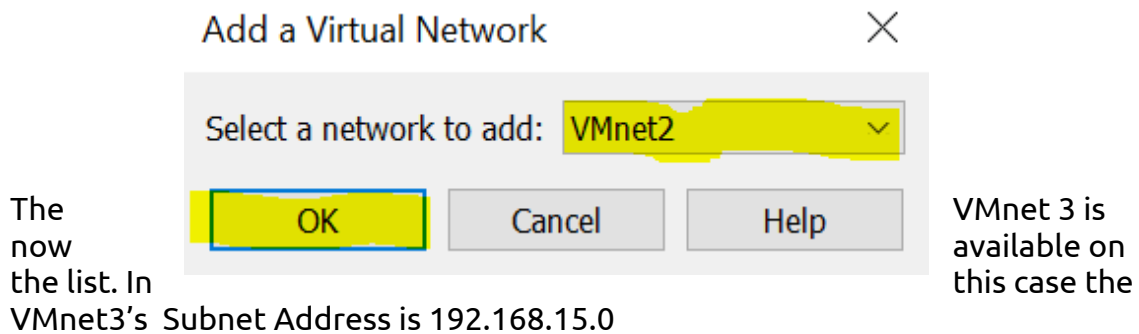 Add a Virtual Network
Select a network to add: VMnet2
OK Cancel Help
The VMnet 3 is
now available on
the list. In this case the
VMnet3’s Subnet Address is 192.168.15.0